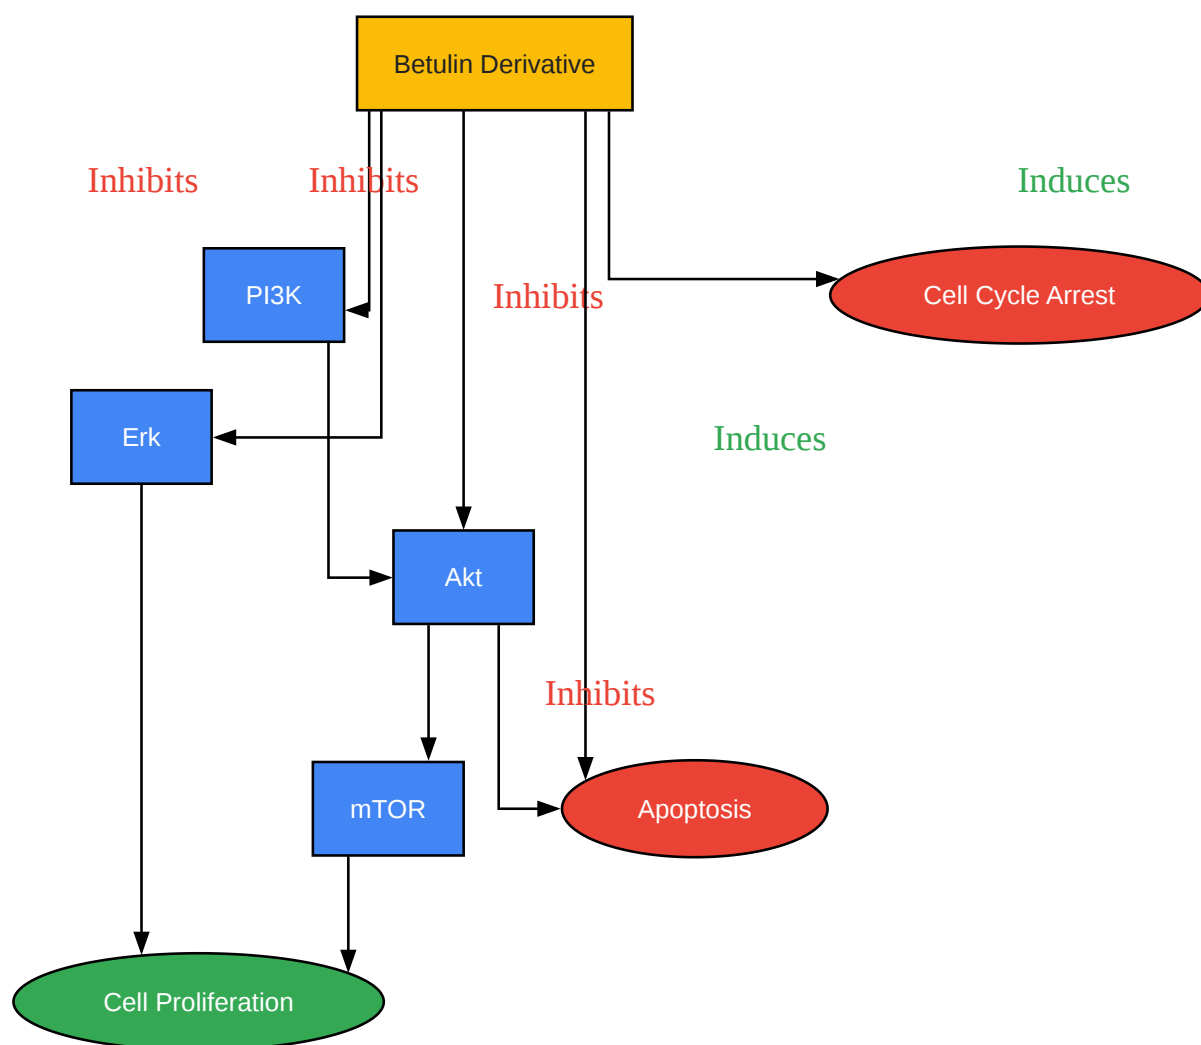 Betulin Derivative
Inhibits
Inhibits
Induces
PI3K
Inhibits
Cell Cycle Arrest
Erk
Induces
Akt
Inhibits
mTOR
Apoptosis
Cell Proliferation